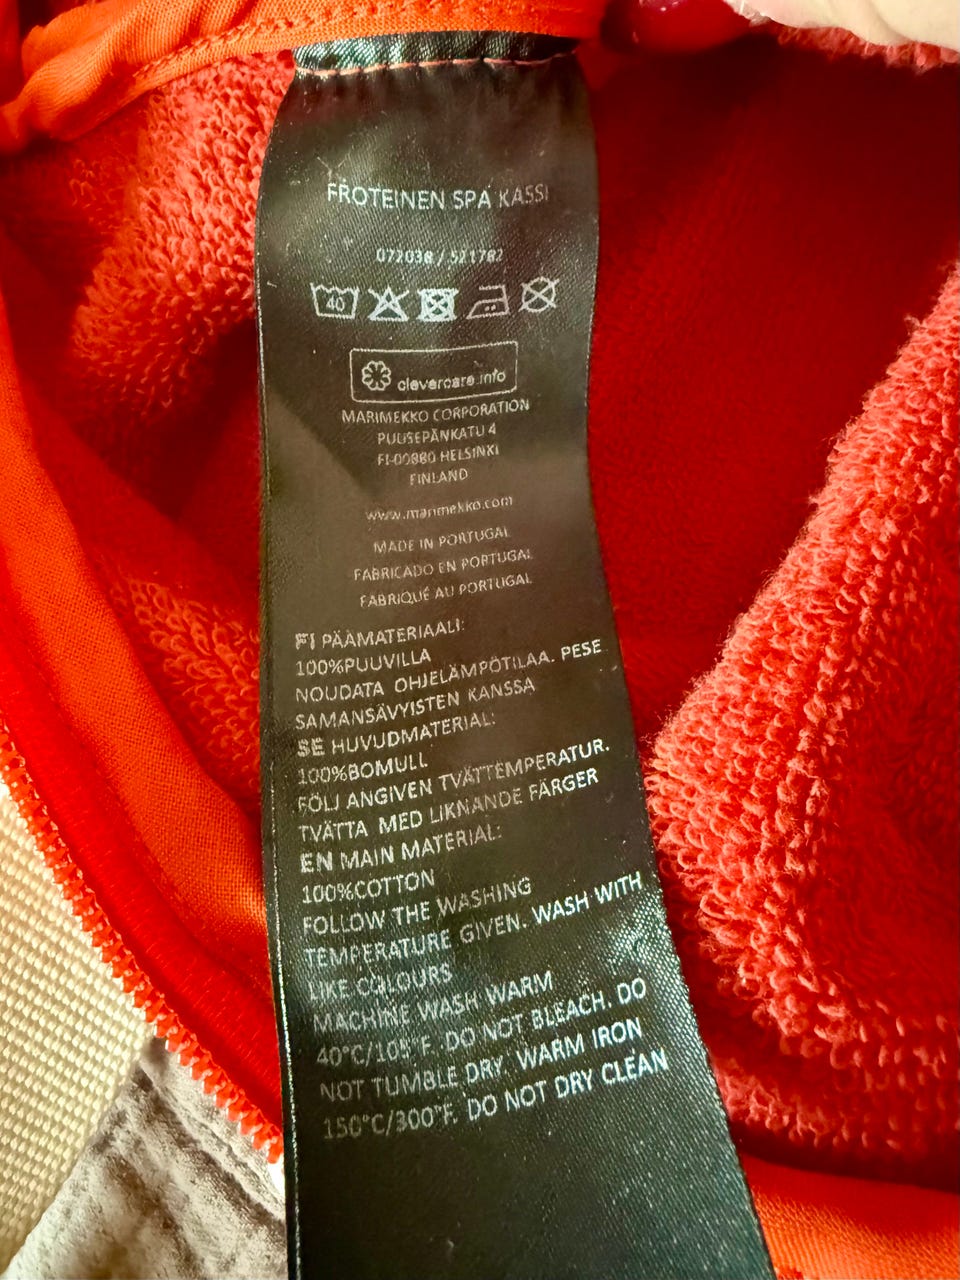 FROTEINEN SPA KASSI
072038 / 521782
40
clevercare.info
MARIMEKKO CORPORATION
PUUSEPÄNKATU 4
FI-00880 HELSINKI
FINLAND
www.marimekko.com
MADE IN PORTUGAL
FABRICADO EN PORTUGAL
FABRIQUÉ AU PORTUGAL
FI PÄÄMATERIAALI:
100%PUUVILLA
NOUDATA OHJELÄMPÖTILAA. PESE
SAMANSÄVYISTEN KANSSA
SE HUVUDMATERIAL:
100%BOMULL
FÖLJ ANGIVEN TVÄTTEMPERATUR.
TVÄTTA MED LIKNANDE FÄRGER
EN MAIN MATERIAL:
100%COTTON
FOLLOW THE WASHING
TEMPERATURE GIVEN. WASH WITH
LIKE COLOURS
MACHINE WASH WARM
40°C/105°F. DO NOT BLEACH. DO
NOT TUMBLE DRY. WARM IRON
150°C/300°F. DO NOT DRY CLEAN